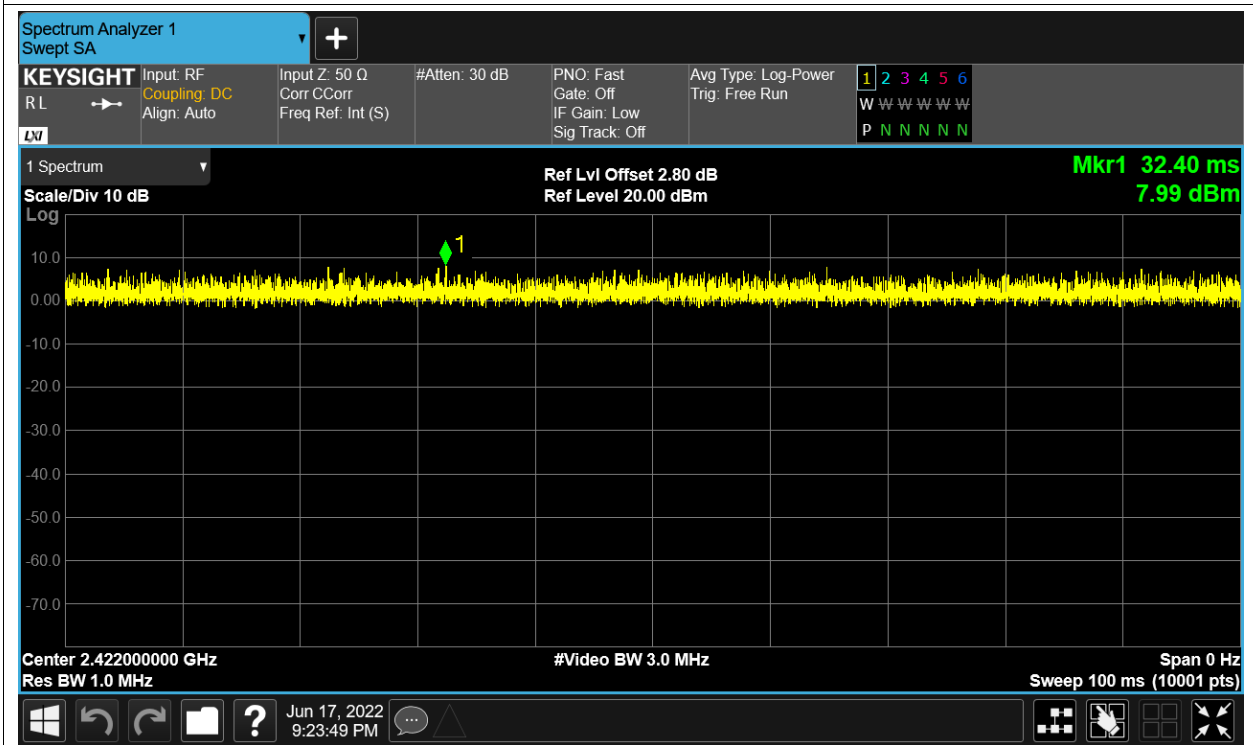 Spectrum Analyzer 1
Swept SA
KEYSIGHT
R L
LXI
Input: RF
Coupling: DC
Align: Auto
Input Z: 50 Ω
Corr CCorr
Freq Ref: Int (S)
#Atten: 30 dB
PNO: Fast
Gate: Off
IF Gain: Low
Sig Track: Off
Avg Type: Log-Power
Trig: Free Run
1 2 3 4 5 6
W W W W W W
P N N N N N
1 Spectrum
Scale/Div 10 dB
Ref Lvl Offset 2.80 dB
Ref Level 20.00 dBm
Mkr1 32.40 ms
7.99 dBm
Log
1
10.0
0.00
-10.0
-20.0
-30.0
-40.0
-50.0
-60.0
-70.0
Center 2.422000000 GHz
#Video BW 3.0 MHz
Span 0 Hz
Res BW 1.0 MHz
Sweep 100 ms (10001 pts)
?
Jun 17, 2022
9:23:49 PM